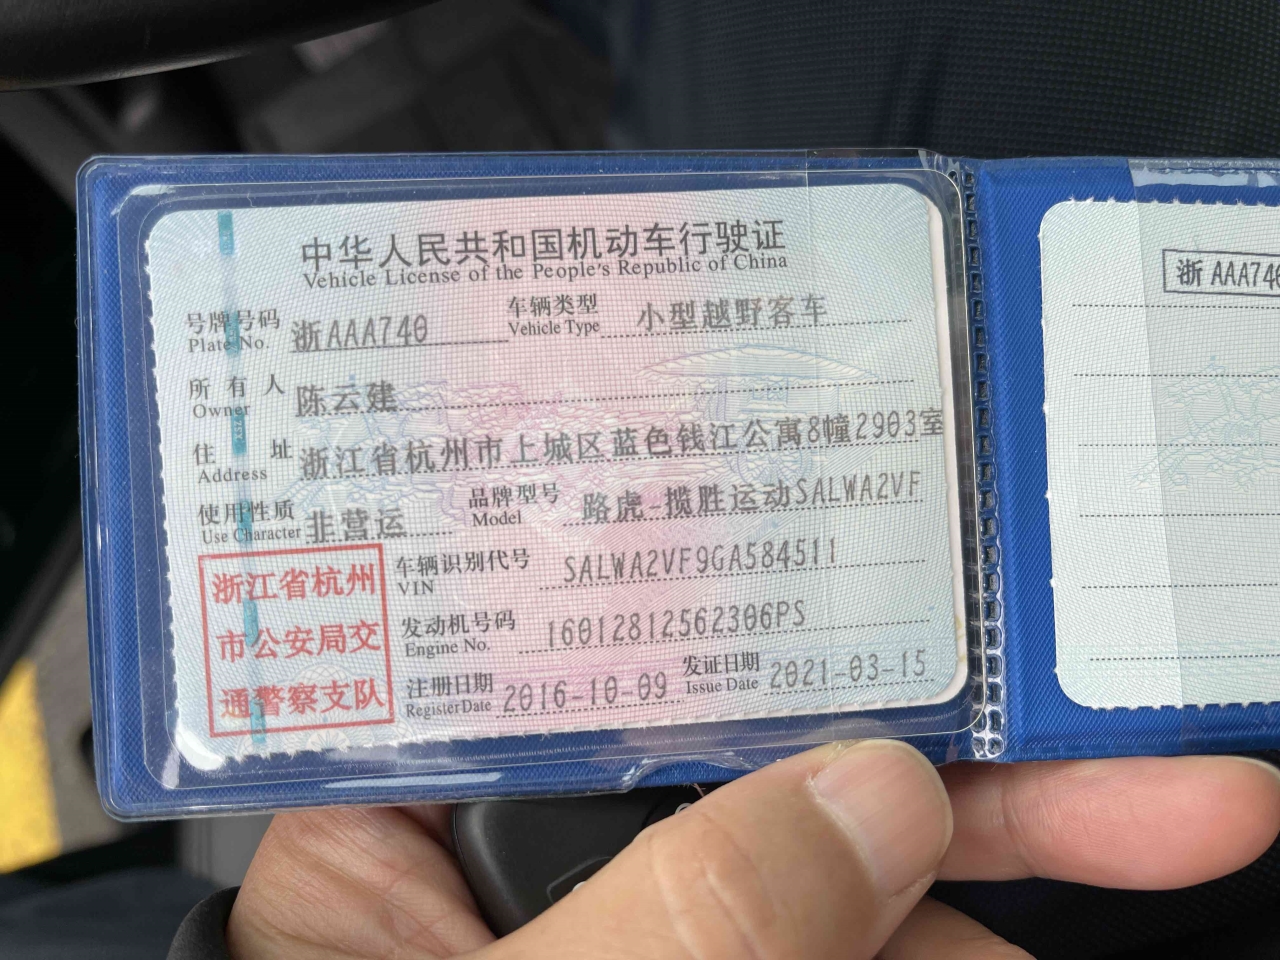 中华人民共和国机动车行驶证
Vehicle License of the People's Republic of China
号牌号码 浙AAA740 车辆类型 小型越野客车
Plate No. Vehicle Type
所有人 陈云建
Owner
住址 浙江省杭州市上城区蓝色钱江公寓8幢2903室
Address
使用性质 非营运 品牌型号 路虎-揽胜运动SALWA2VF
Use Character Model
浙江省杭州
市公安局交
通警察支队
车辆识别代号 SALWA2VF9GA584511
VIN
发动机号码 16012812562306PS
Engine No.
注册日期 2016-10-09 发证日期 2021-03-15
Register Date Issue Date
浙AAA740